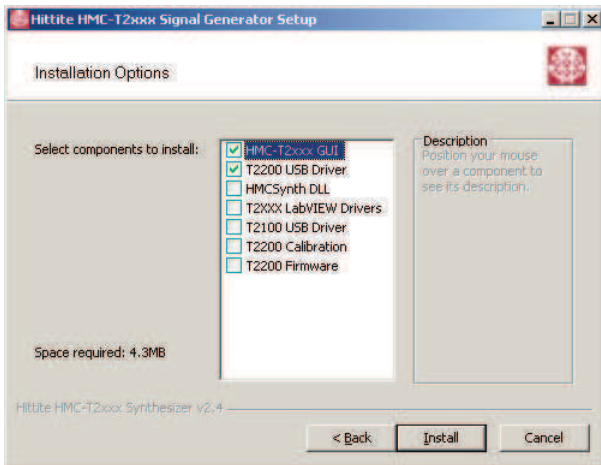 Hittite HMC-T2xxx Signal Generator Setup
Installation Options
Select components to install:
HMC-T2xxx GUI
T2200 USB Driver
HMCSynth DLL
T2XXX LabVIEW Drivers
T2100 USB Driver
T2200 Calibration
T2200 Firmware
Description
Position your mouse
over a component to
see its description.
Space required: 4.3MB
Hittite HMC-T2xxx Synthesizer v2.4
< Back
Install
Cancel